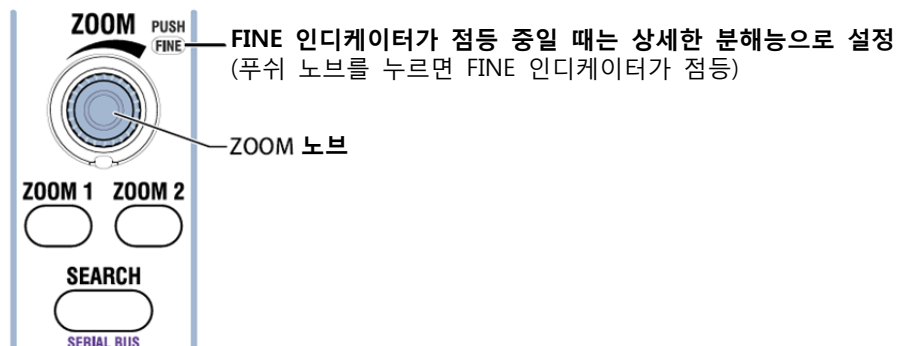 ZOOM PUSH
FINE
FINE 인디케이터가 점등 중일 때는 상세한 분해능으로 설정
(푸쉬 노브를 누르면 FINE 인디케이터가 점등)
ZOOM 노브
ZOOM 1 ZOOM 2
SEARCH
SERIAL BUS